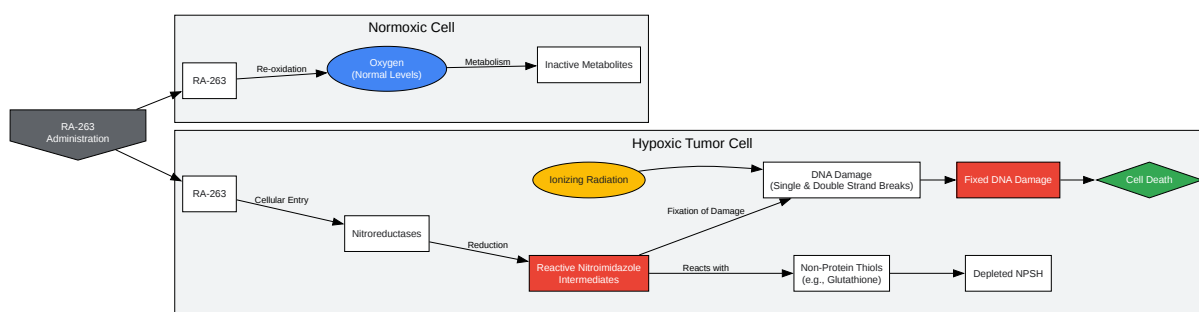 Normoxic Cell
RA-263
Re-oxidation
Oxygen
(Normal Levels)
Metabolism
Inactive Metabolites
RA-263
Administration
Hypoxic Tumor Cell
RA-263
Cellular Entry
Nitroreductases
Reduction
Ionizing Radiation
Reactive Nitroimidazole
Intermediates
Fixation of Damage
DNA Damage
(Single & Double Strand Breaks)
Fixed DNA Damage
Cell Death
Reacts with
Non-Protein Thiols
(e.g., Glutathione)
Depleted NPSH